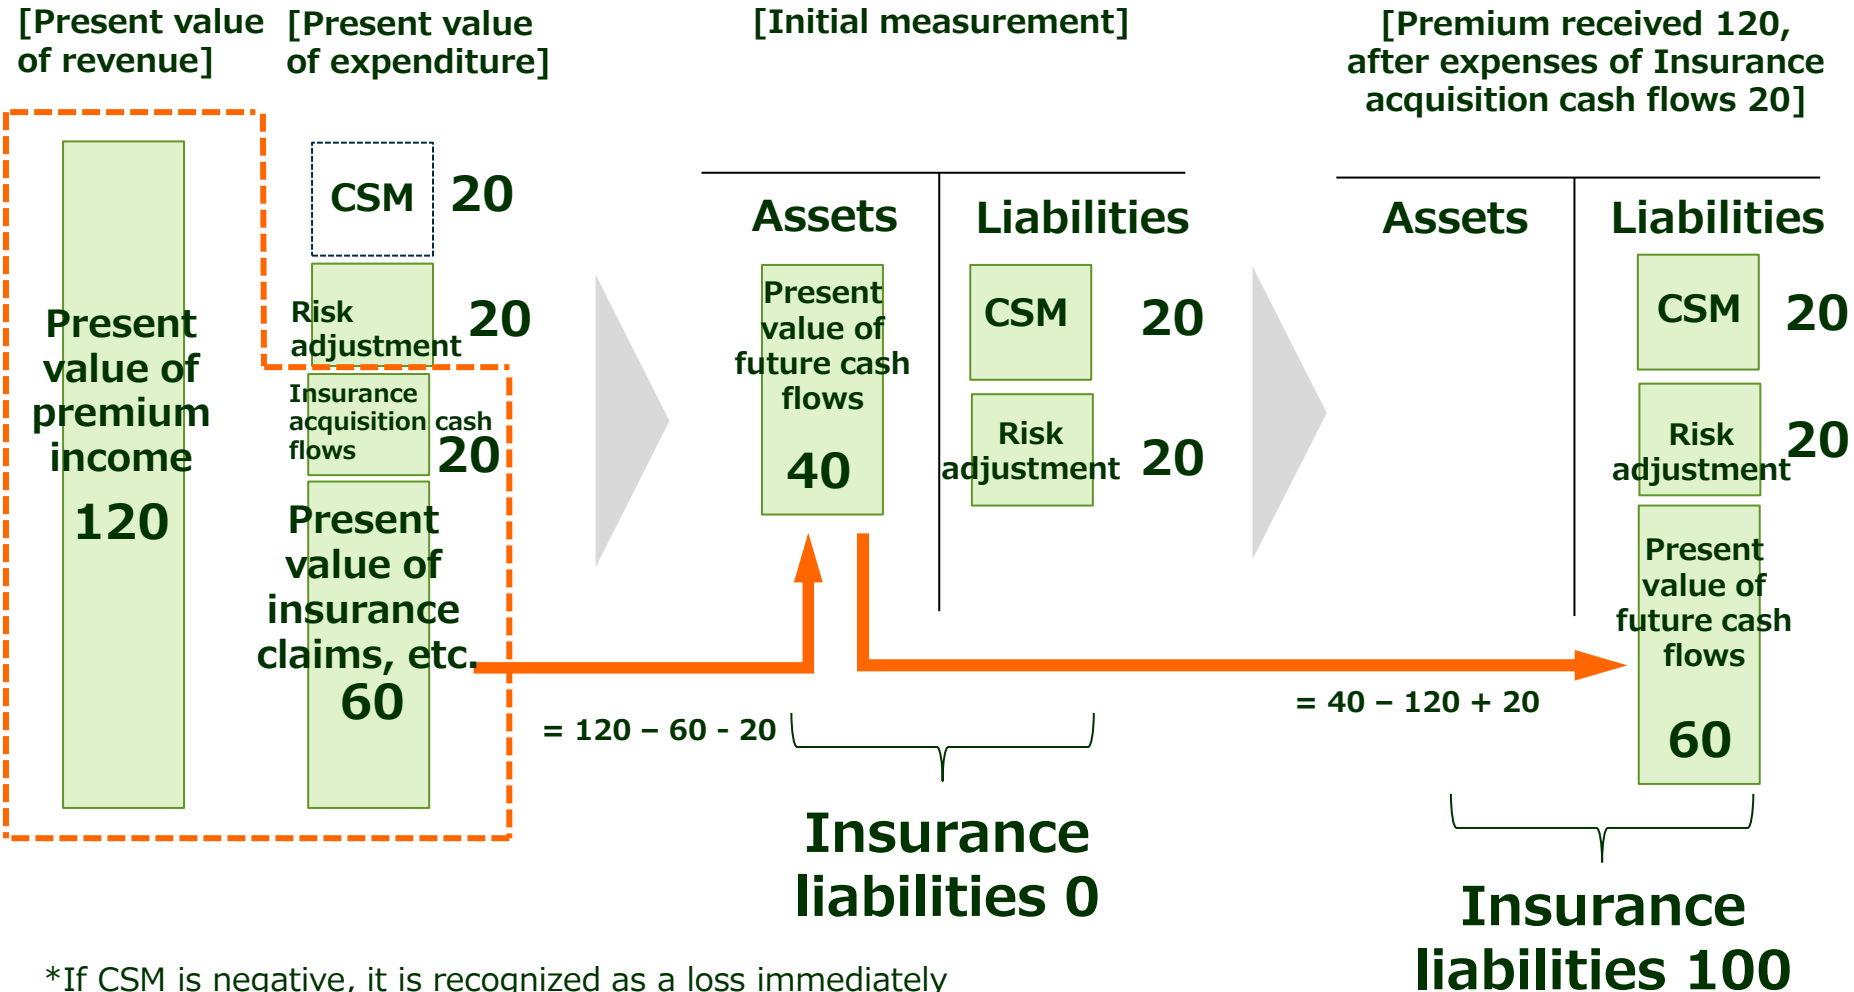 [Present value
of revenue]
[Present value
of expenditure]
[Initial measurement]
[Premium received 120,
after expenses of Insurance
acquisition cash flows 20]
Present
value of
premium
income
120
CSM
20
Risk
adjustment
20
Insurance
acquisition cash
flows
20
Present
value of
insurance
claims, etc.
60
Assets
Liabilities
Present
value of
future cash
flows
40
CSM
20
Risk
adjustment
20
= 120 – 60 - 20
Insurance
liabilities 0
Assets
Liabilities
CSM
20
Risk
adjustment
20
Present
value of
future cash
flows
60
= 40 – 120 + 20
Insurance
liabilities 100
*If CSM is negative, it is recognized as a loss immediately